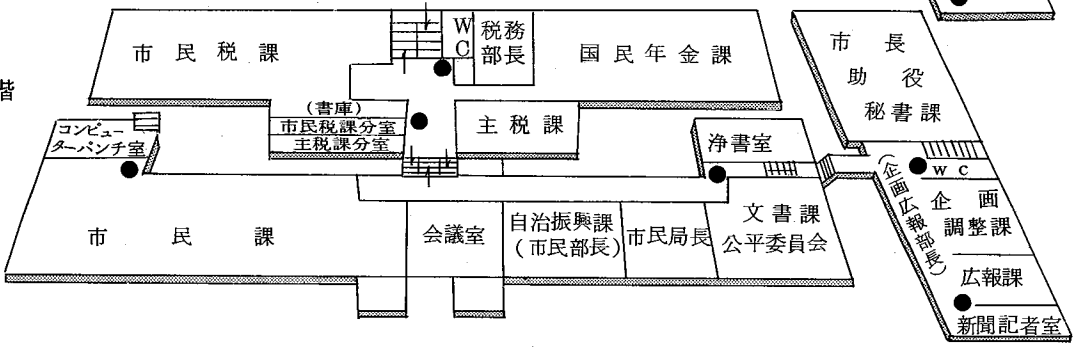 階
市民税課
WC
税務
部長
国民年金課
市長
助役
秘書課
(書庫)
市民税課分室
主税課分室
主税課
コンピュー
ターパンチ室
浄書室
WC
企画
調整課
(企画広報部長)
市民課
会議室
自治振興課
(市民部長)
市民局長
文書課
公平委員会
広報課
新聞記者室